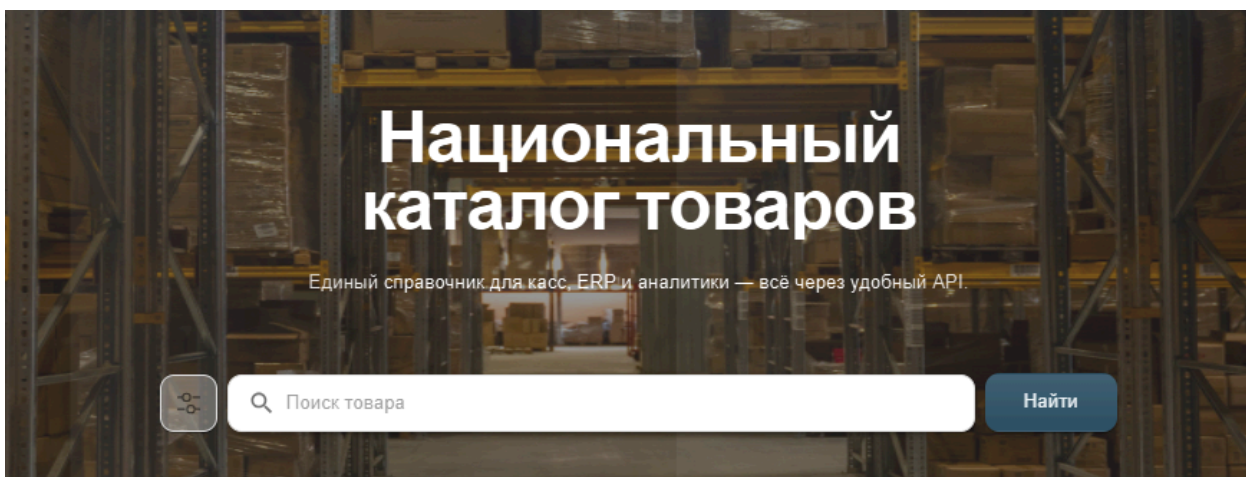 Национальный
каталог товаров
Единый справочник для касс, ERP и аналитики — всё через удобный API.
Поиск товара
Найти